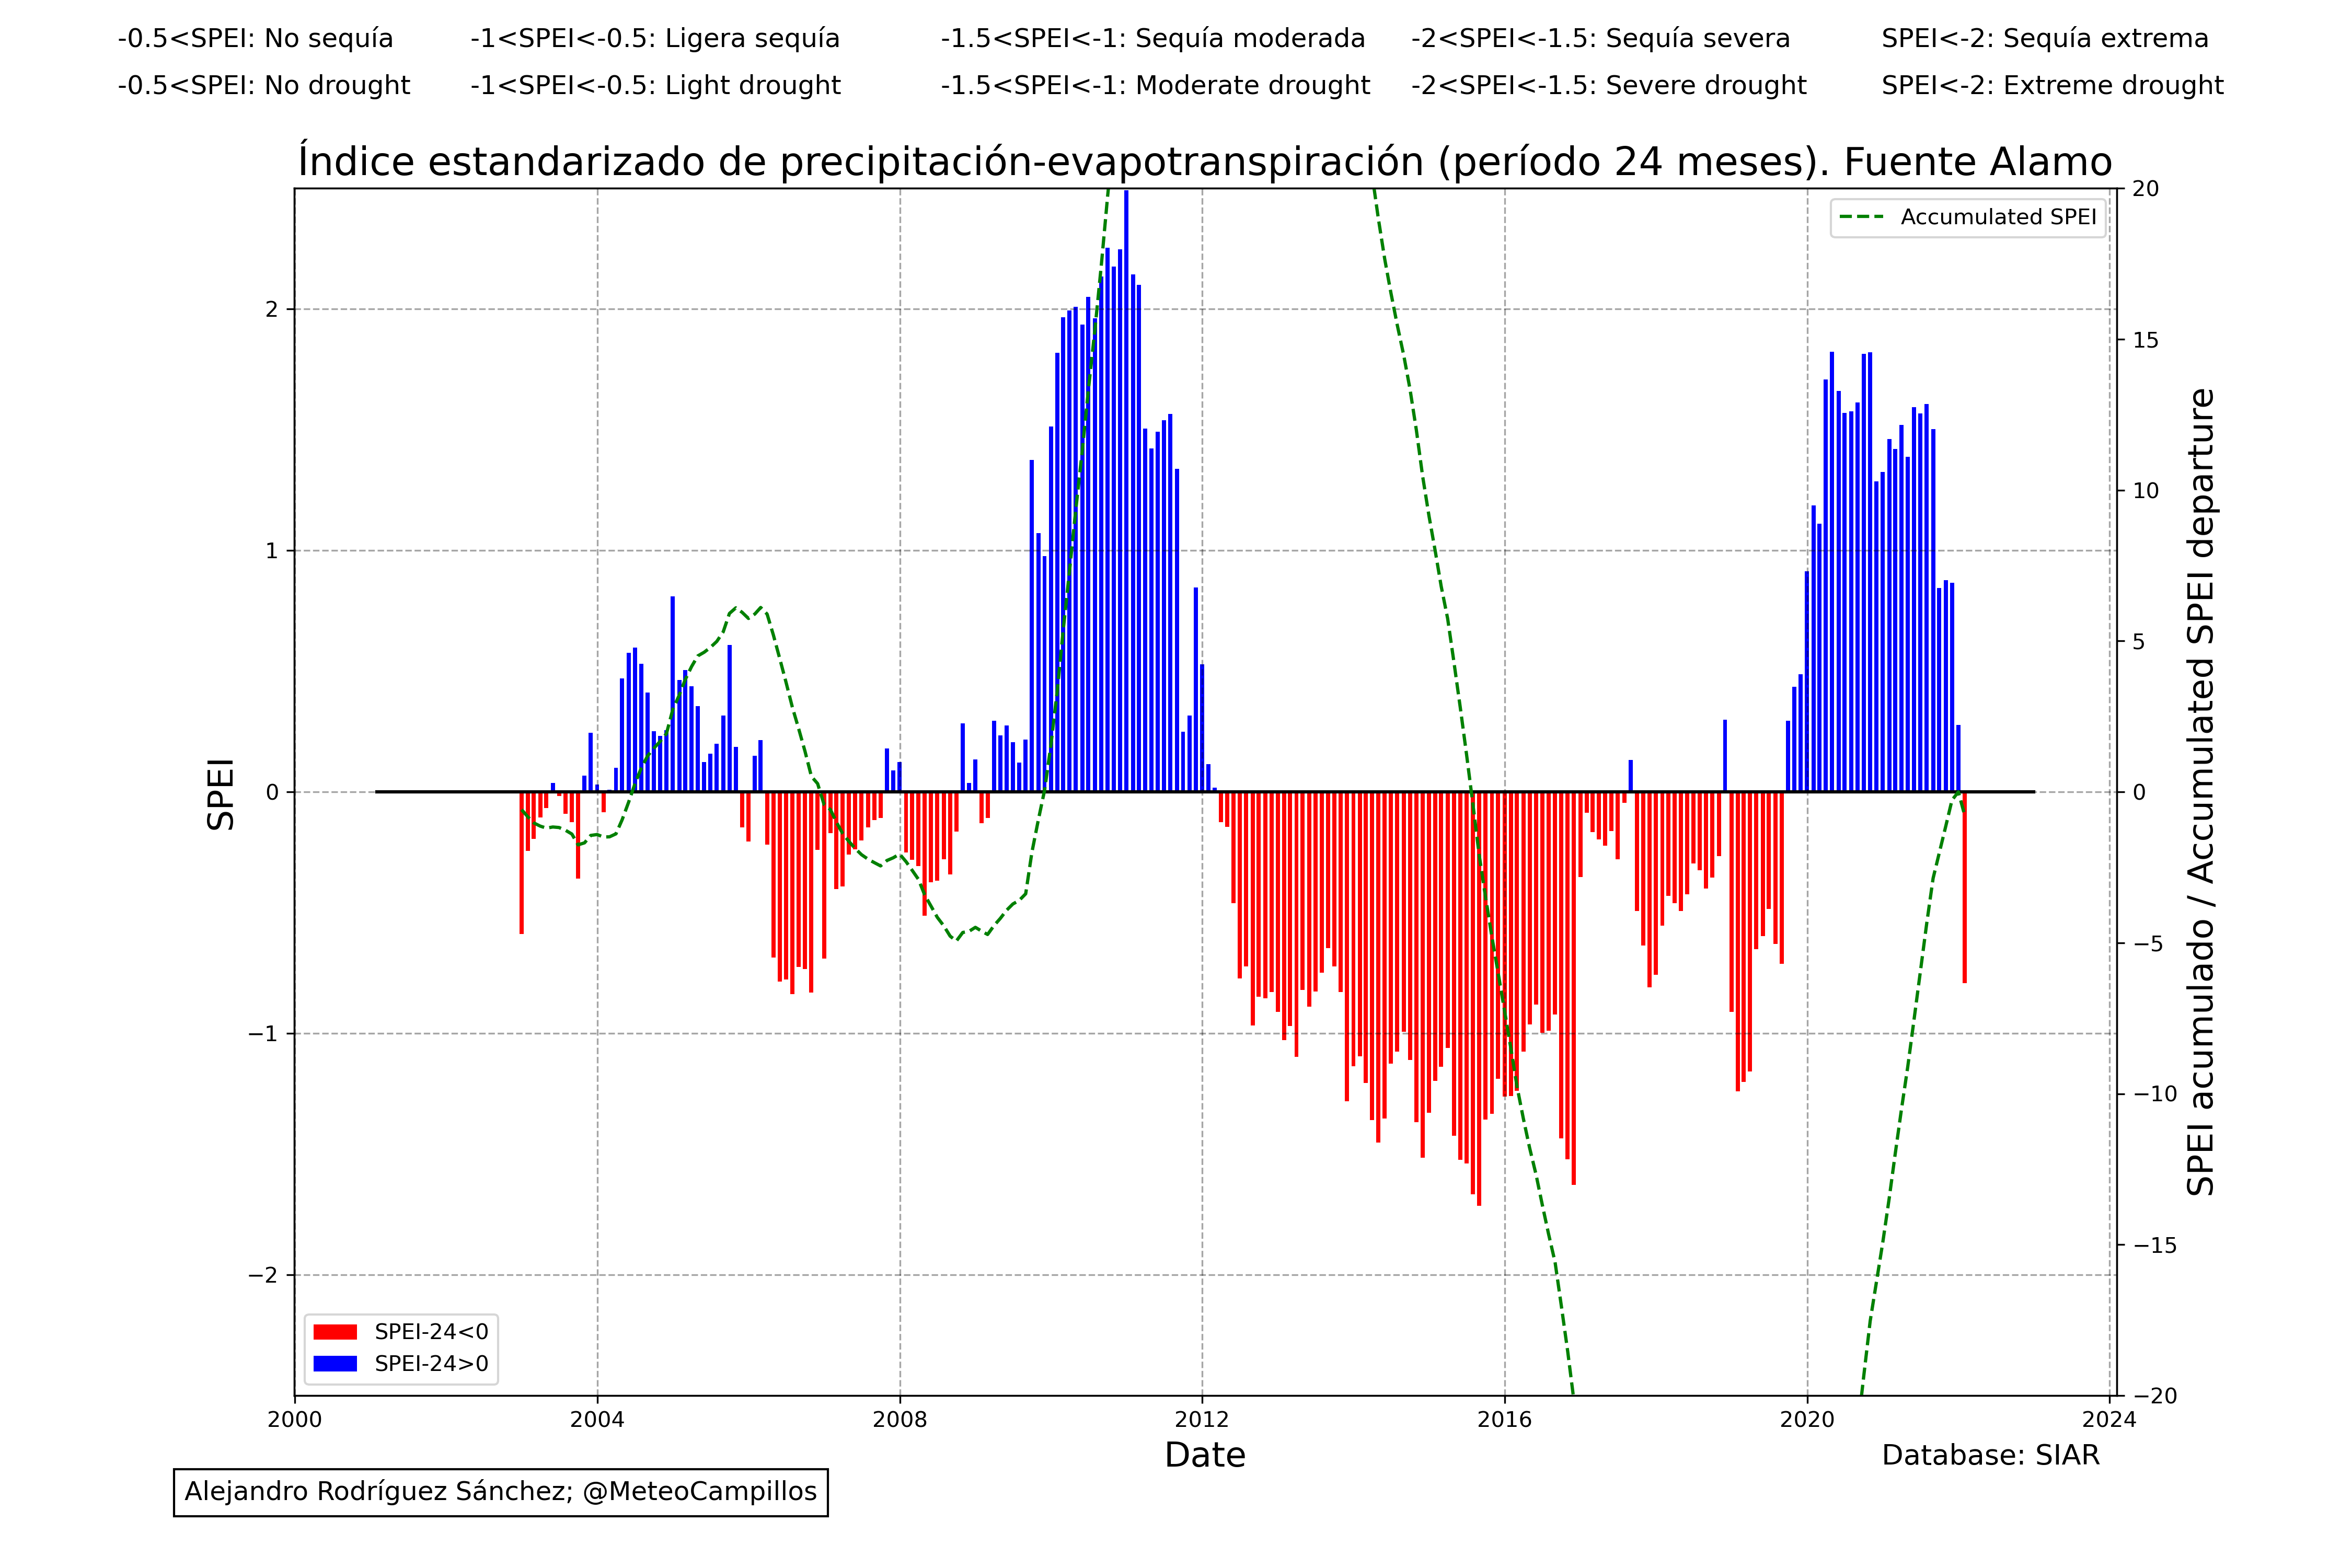 -0.5<SPEI: No sequía -1<SPEI<-0.5: Ligera sequía -1.5<SPEI<-1: Sequía moderada -2<SPEI<-1.5: Sequía severa SPEI<-2: Sequía extrema
-0.5<SPEI: No drought -1<SPEI<-0.5: Light drought -1.5<SPEI<-1: Moderate drought -2<SPEI<-1.5: Severe drought SPEI<-2: Extreme drought
Índice estandarizado de precipitación-evapotranspiración (período 24 meses). Fuente Alamo
Accumulated SPEI
SPEI
2
1
0
−1
−2
20
15
10
5
0
−5
−10
−15
−20
SPEI acumulado / Accumulated SPEI departure
SPEI-24<0
SPEI-24>0
2000 2004 2008 2012 2016 2020 2024
Date
Database: SIAR
Alejandro Rodríguez Sánchez; @MeteoCampillos